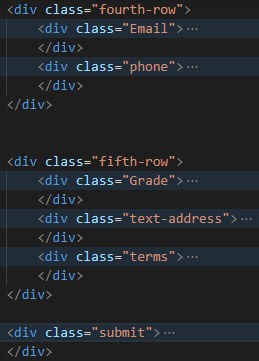 <div class="fourth-row">
<div class="Email">···
</div>
<div class="phone">···
</div>
</div>
<div class="fifth-row">
<div class="Grade">···
</div>
<div class="text-address">···
</div>
<div class="terms">···
</div>
</div>
<div class="submit">···
</div>